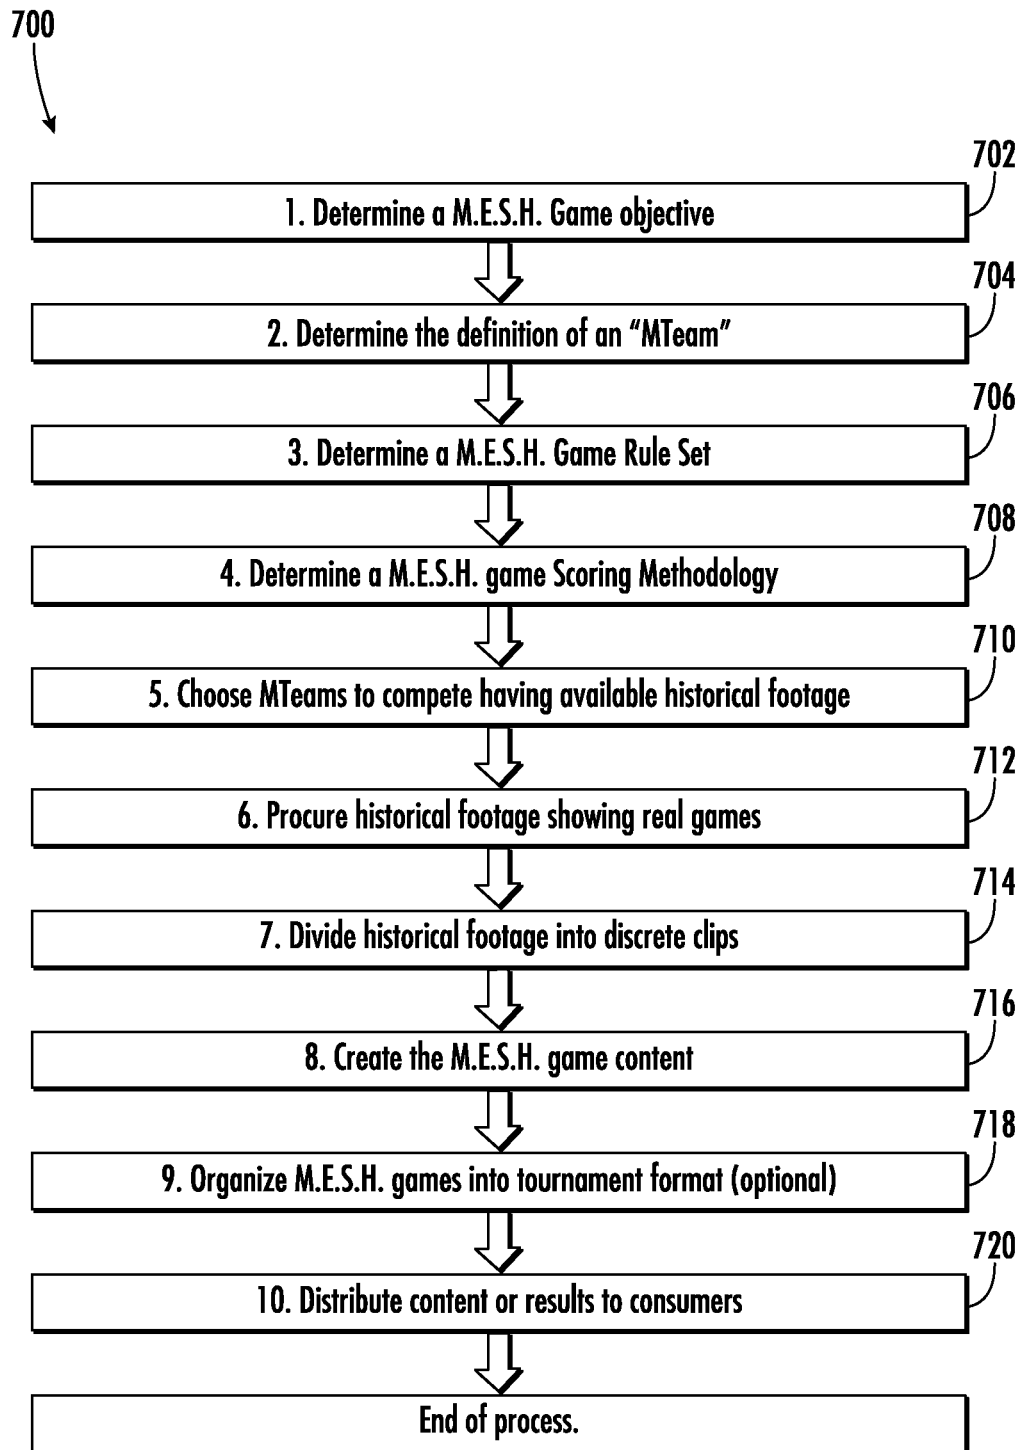 700
702
1. Determine a M.E.S.H. Game objective
704
2. Determine the definition of an “MTeam”
706
3. Determine a M.E.S.H. Game Rule Set
708
4. Determine a M.E.S.H. game Scoring Methodology
710
5. Choose MTeams to compete having available historical footage
712
6. Procure historical footage showing real games
714
7. Divide historical footage into discrete clips
716
8. Create the M.E.S.H. game content
718
9. Organize M.E.S.H. games into tournament format (optional)
720
10. Distribute content or results to consumers
End of process.